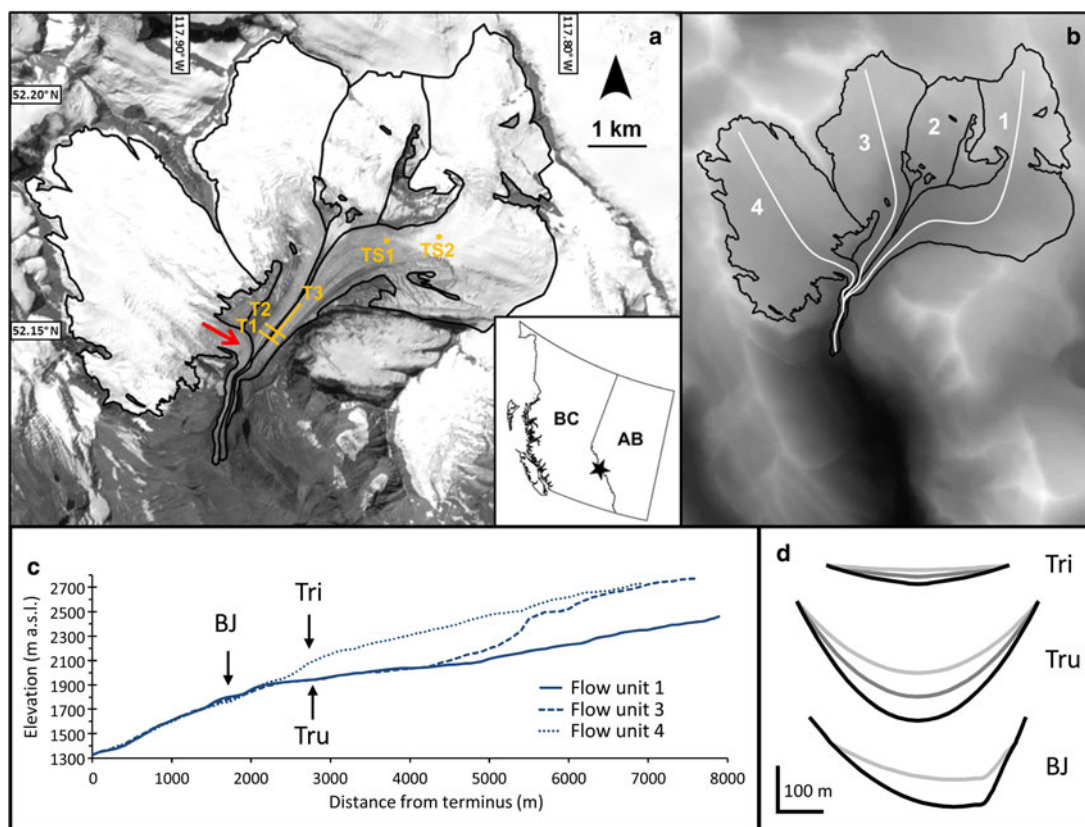 117.90° W
117.80° W
a
52.20° N
1 km
TS1
TS2
T3
T2
T1
52.15° N
BC
AB
b
1
2
3
4
c
2700
2500
2300
2100
1900
1700
1500
1300
Elevation (m a.s.l.)
BJ
Tri
Tru
Flow unit 1
Flow unit 3
Flow unit 4
0
1000
2000
3000
4000
5000
6000
7000
8000
Distance from terminus (m)
d
Tri
Tru
BJ
100 m